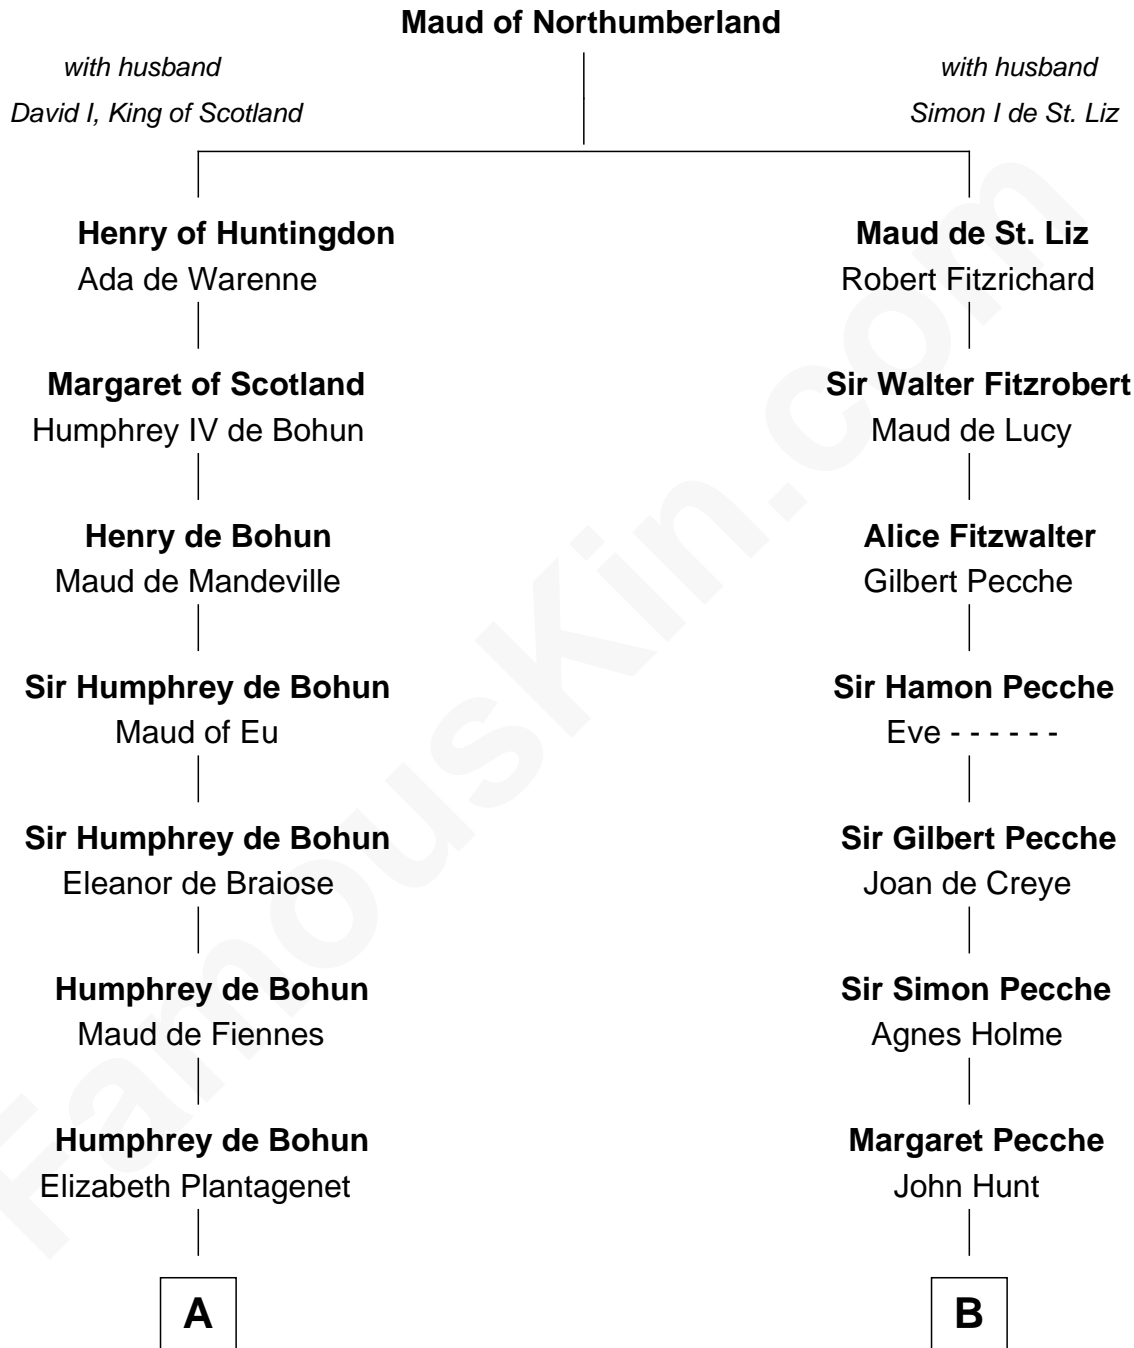 Maud of Northumberland
with husband
David I, King of Scotland
with husband
Simon I de St. Liz
Henry of Huntingdon
Ada de Warenne
Maud de St. Liz
Robert Fitzrichard
Margaret of Scotland
Humphrey IV de Bohun
Sir Walter Fitzrobert
Maud de Lucy
Henry de Bohun
Maud de Mandeville
Alice Fitzwalter
Gilbert Pecche
Sir Humphrey de Bohun
Maud of Eu
Sir Hamon Pecche
Eve - - - - - -
Sir Humphrey de Bohun
Eleanor de Braiose
Sir Gilbert Pecche
Joan de Creye
Humphrey de Bohun
Maud de Fiennes
Sir Simon Pecche
Agnes Holme
Humphrey de Bohun
Elizabeth Plantagenet
Margaret Pecche
John Hunt
A
B
FamousKin.com